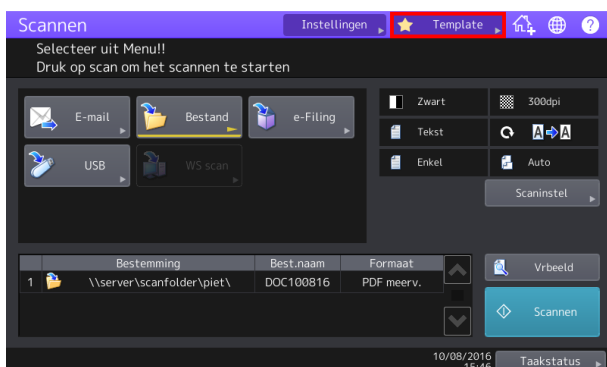 Scannen
Instellingen
Template
Selecteer uit Menu!!
Druk op scan om het scannen te starten
E-mail
Bestand
e-Filing
Zwart
300dpi
Tekst
A A
USB
WS scan
Enkel
Auto
Scaninstel
Bestemming Best.naam Formaat
1 \\server\scanfolder\piet\ DOC100816 PDF meerv.
Vrbeeld
Scannen
10/08/2016
15:46
Taakstatus